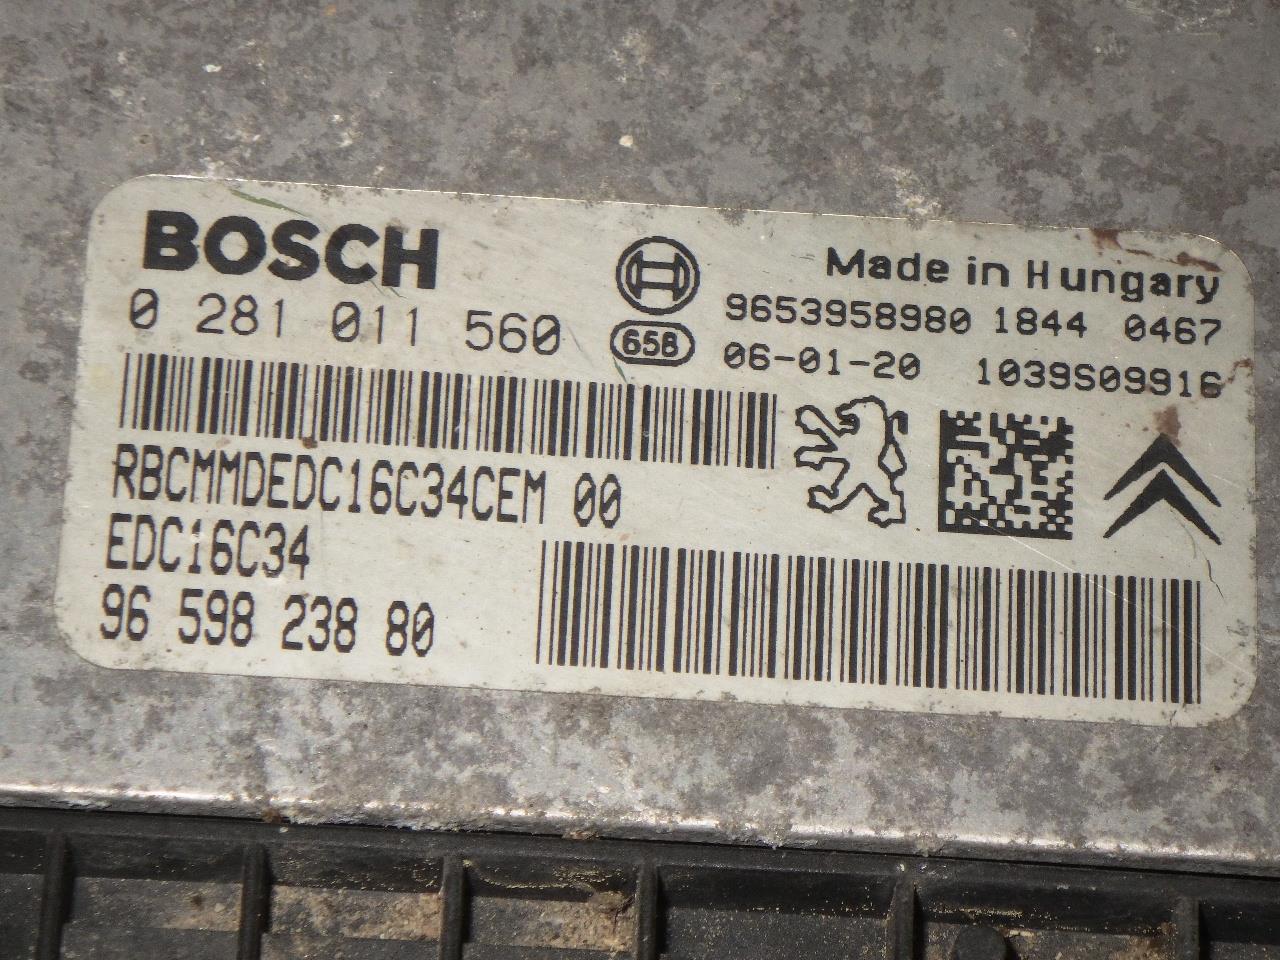 BOSCH
0 281 011 560
658
Made in Hungary
9653958980 1844 0467
06-01-20 1039S09916
RBCMMDEDC16C34CEM 00
EDC16C34
96 598 238 80